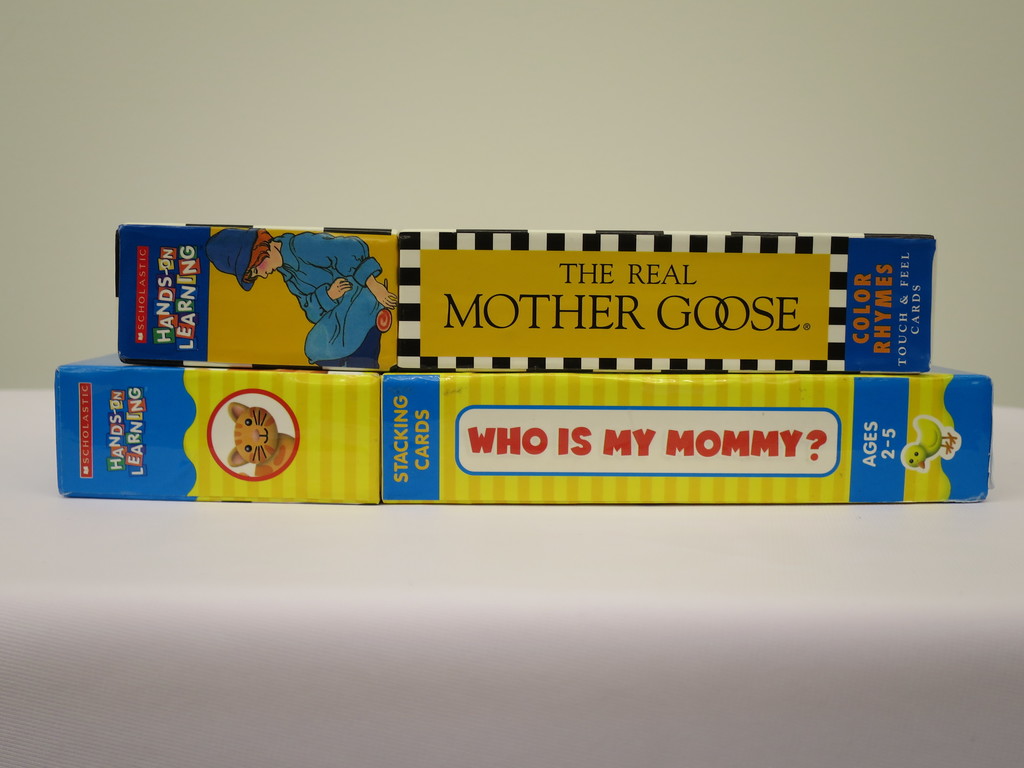 SCHOLASTIC
HANDS-ON
LEARNING
THE REAL
MOTHER GOOSE®
COLOR
RHYMES
TOUCH & FEEL
CARDS
SCHOLASTIC
HANDS-ON
LEARNING
STACKING
CARDS
WHO IS MY MOMMY?
AGES
2-5